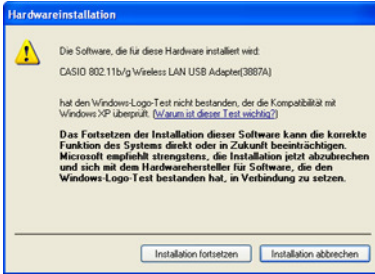 Hardwareinstallation
Die Software, die für diese Hardware installiert wird:
CASIO 802.11b/g Wireless LAN USB Adapter(3887A)
hat den Windows-Logo-Test nicht bestanden, der die Kompatibilität mit
Windows XP überprüft. (Warum ist dieser Test wichtig?)
Das Fortsetzen der Installation dieser Software kann die korrekte
Funktion des Systems direkt oder in Zukunft beeinträchtigen.
Microsoft empfiehlt strengstens, die Installation jetzt abzubrechen
und sich mit dem Hardwarehersteller für Software, die den
Windows-Logo-Test bestanden hat, in Verbindung zu setzen.
Installation fortsetzen
Installation abbrechen